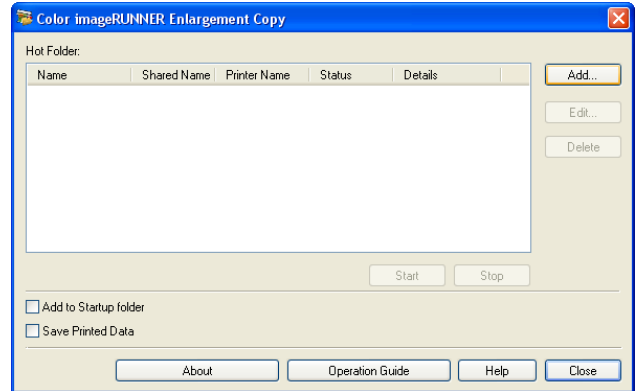 Color imageRUNNER Enlargement Copy
Hot Folder:
Name Shared Name Printer Name Status Details
Add...
Edit...
Delete
Start Stop
Add to Startup folder
Save Printed Data
About Operation Guide Help Close